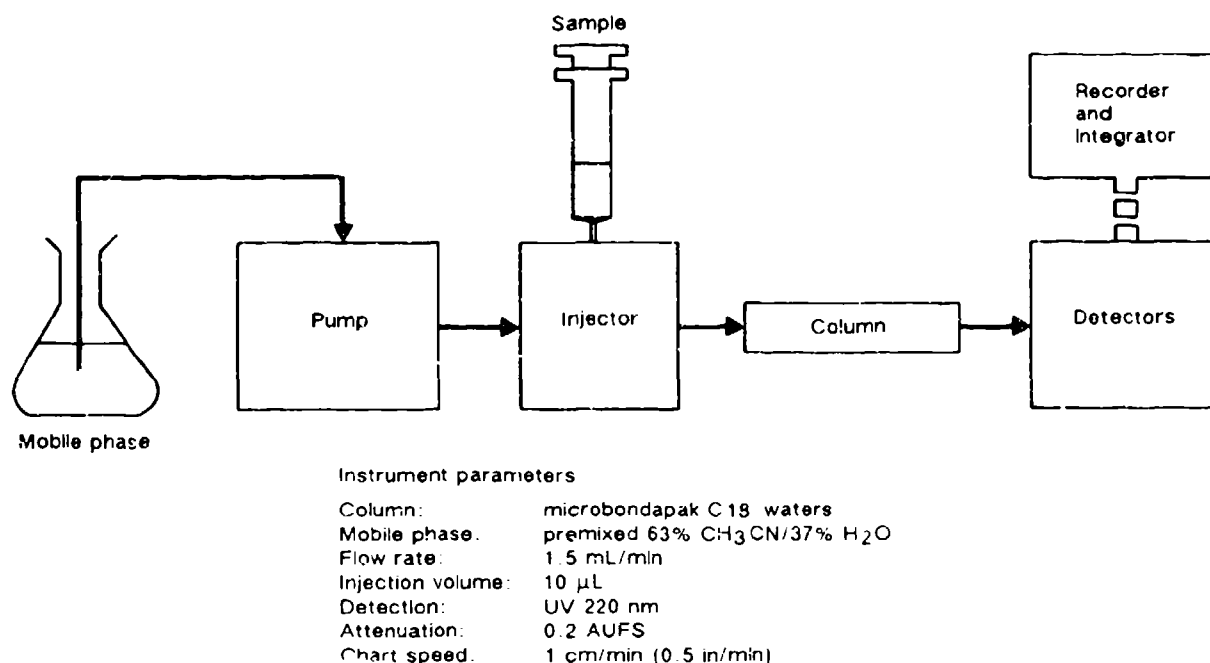 Sample
Recorder
and
Integrator
Pump
Injector
Column
Detectors
Mobile phase
Instrument parameters
Column: microbondapak C18 waters
Mobile phase. premixed 63% CH₃CN/37% H₂O
Flow rate: 1.5 mL/min
Injection volume: 10 μL
Detection: UV 220 nm
Attenuation: 0.2 AUFS
Chart speed. 1 cm/min (0.5 in/min)